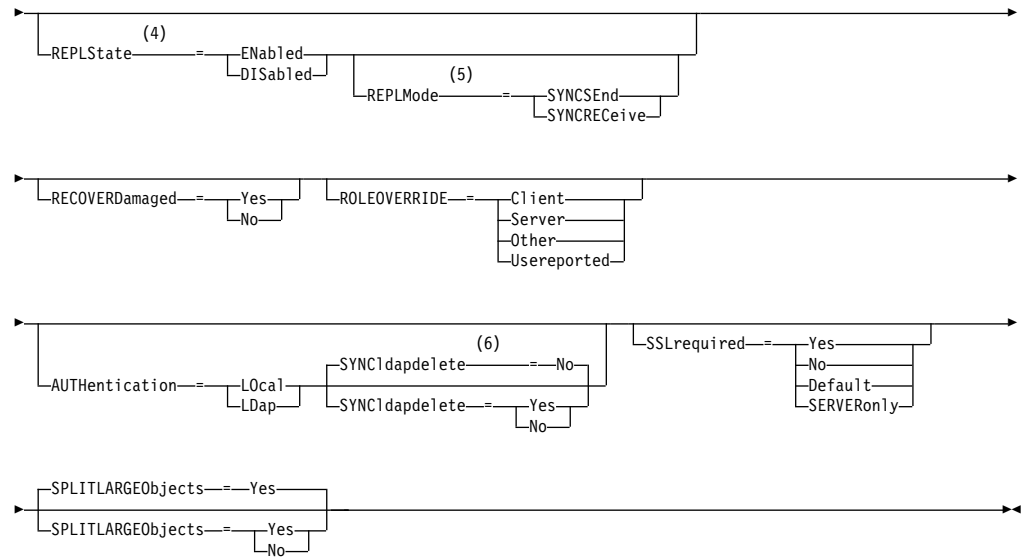 (4)
REPLState = ENabled
DISabled
(5)
REPLMode = SYNCSEnd
SYNCRECeive
RECOVERDamaged = Yes
No
ROLEOVERRIDE = Client
Server
Other
Usereported
AUTHentication = LOcal
LDap
(6)
SYNCldapdelete = No
SYNCldapdelete = Yes
No
SSLrequired = Yes
No
Default
SERVERonly
SPLITLARGEObjects = Yes
SPLITLARGEObjects = Yes
No